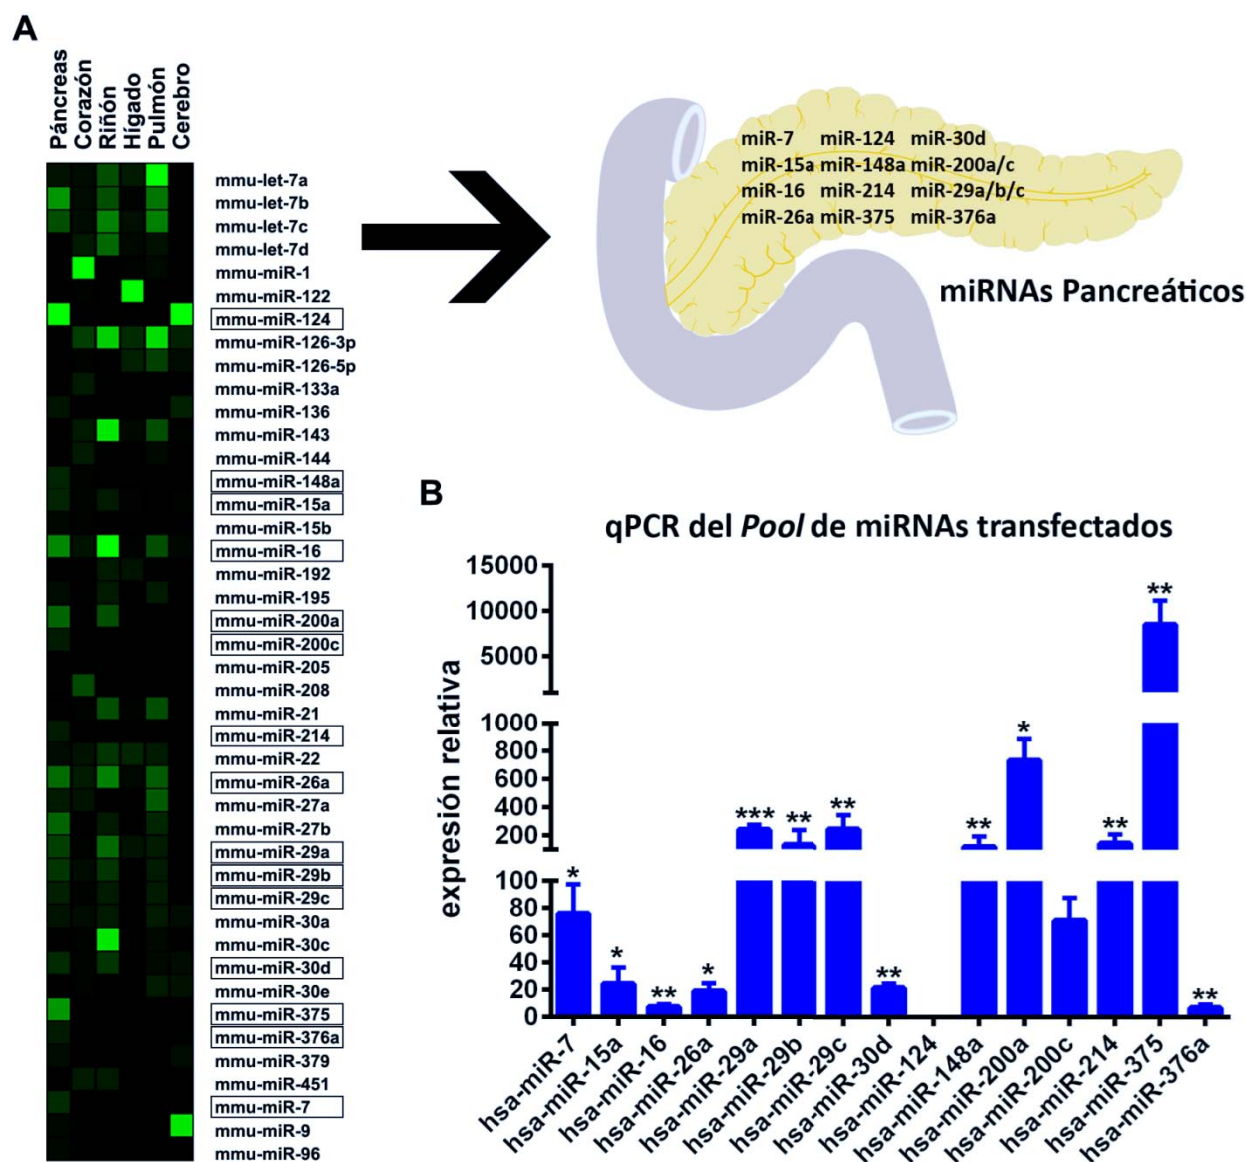 A
Páncreas
Corazón
Riñón
Hígado
Pulmón
Cerebro
mmu-let-7a
mmu-let-7b
mmu-let-7c
mmu-let-7d
mmu-miR-1
mmu-miR-122
mmu-miR-124
mmu-miR-126-3p
mmu-miR-126-5p
mmu-miR-133a
mmu-miR-136
mmu-miR-143
mmu-miR-144
mmu-miR-148a
mmu-miR-15a
mmu-miR-15b
mmu-miR-16
mmu-miR-192
mmu-miR-195
mmu-miR-200a
mmu-miR-200c
mmu-miR-205
mmu-miR-208
mmu-miR-21
mmu-miR-214
mmu-miR-22
mmu-miR-26a
mmu-miR-27a
mmu-miR-27b
mmu-miR-29a
mmu-miR-29b
mmu-miR-29c
mmu-miR-30a
mmu-miR-30c
mmu-miR-30d
mmu-miR-30e
mmu-miR-375
mmu-miR-376a
mmu-miR-379
mmu-miR-451
mmu-miR-7
mmu-miR-9
mmu-miR-96
miR-7 miR-124 miR-30d
miR-15a miR-148a miR-200a/c
miR-16 miR-214 miR-29a/b/c
miR-26a miR-375 miR-376a
miRNAs Pancreáticos
B
qPCR del Pool de miRNAs transfectados
expresión relativa
15000
10000
5000
1000
800
600
400
200
100
80
60
40
20
0
*
*
**
*
***
**
**
**
**
*
**
**
**
hsa-miR-7
hsa-miR-15a
hsa-miR-16
hsa-miR-26a
hsa-miR-29a
hsa-miR-29b
hsa-miR-29c
hsa-miR-30d
hsa-miR-124
hsa-miR-148a
hsa-miR-200a
hsa-miR-200c
hsa-miR-214
hsa-miR-375
hsa-miR-376a